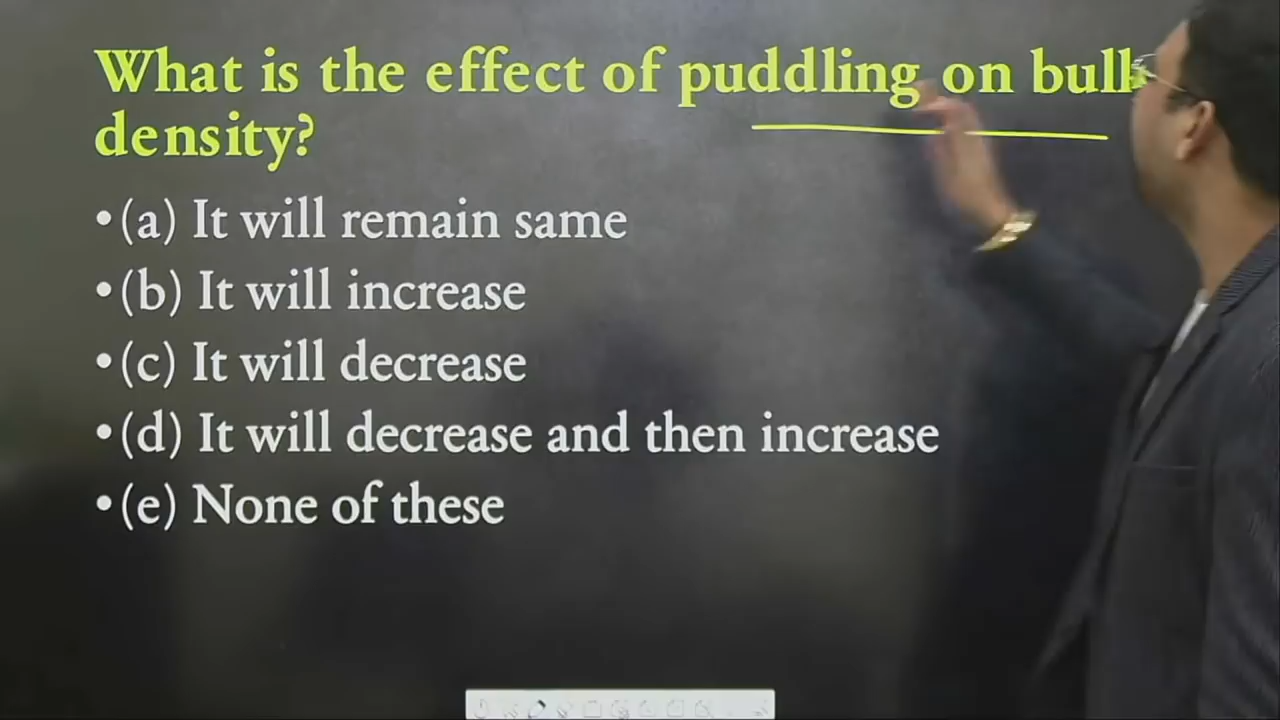 What is the effect of puddling on bulk
density?
•(a) It will remain same
•(b) It will increase
•(c) It will decrease
•(d) It will decrease and then increase
•(e) None of these